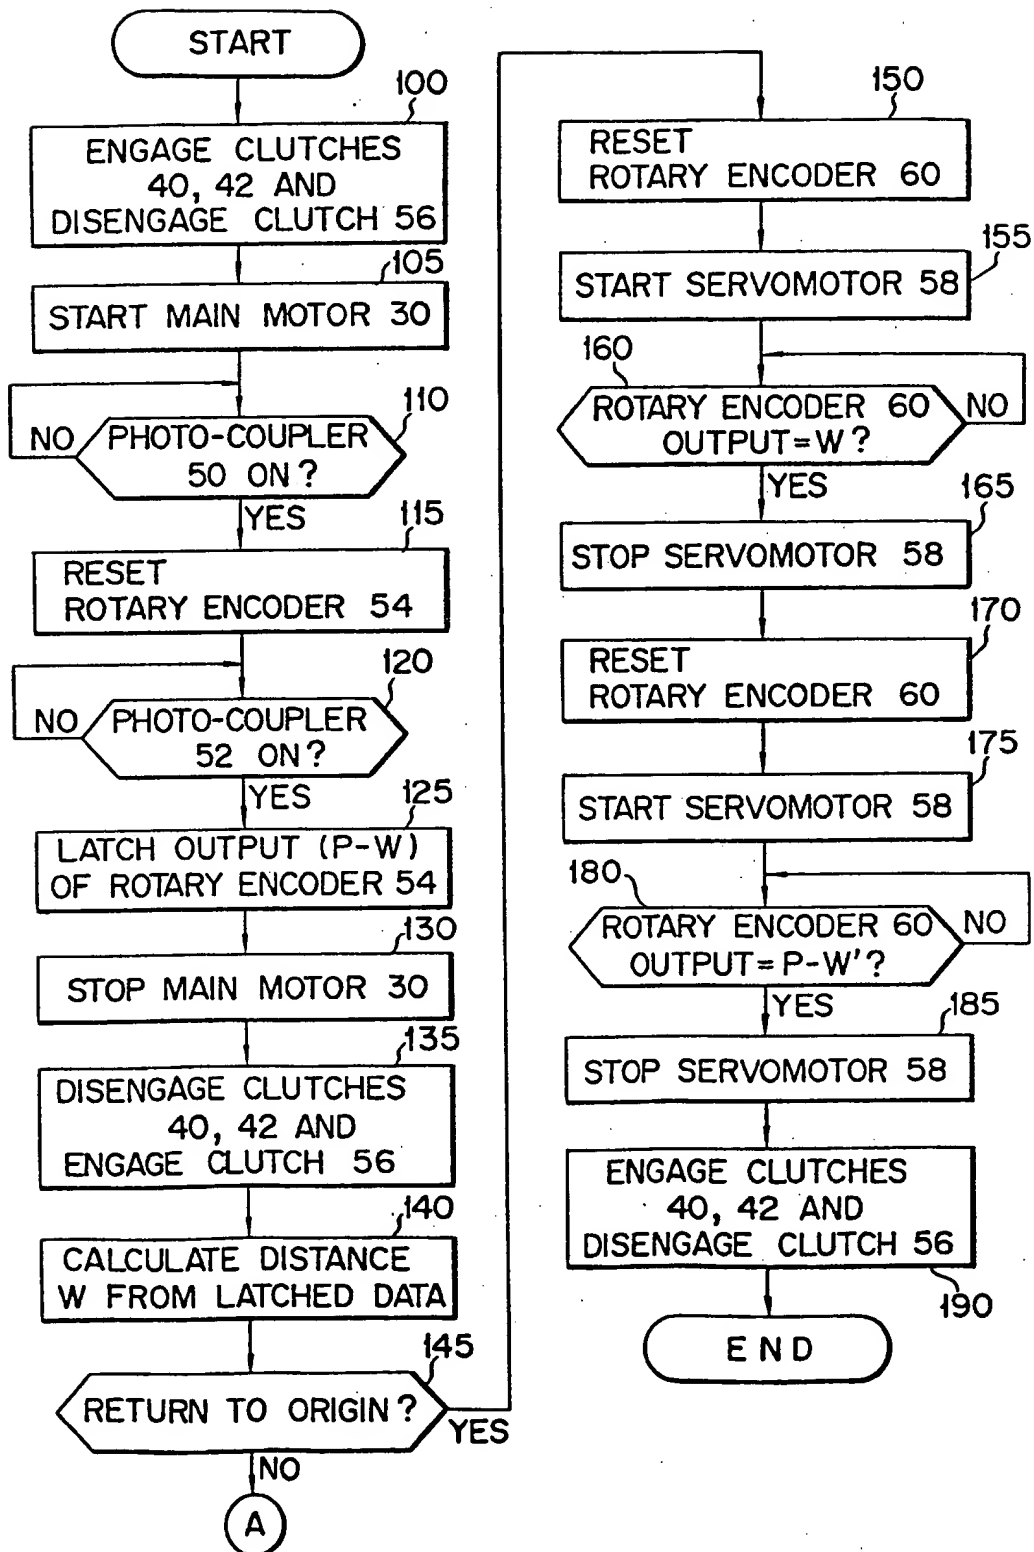 START
100
ENGAGE CLUTCHES
40, 42 AND
DISENGAGE CLUTCH 56
105
START MAIN MOTOR 30
110
NO
PHOTO-COUPLER
50 ON?
YES
115
RESET
ROTARY ENCODER 54
120
NO
PHOTO-COUPLER
52 ON?
YES
125
LATCH OUTPUT (P-W)
OF ROTARY ENCODER 54
130
STOP MAIN MOTOR 30
135
DISENGAGE CLUTCHES
40, 42 AND
ENGAGE CLUTCH 56
140
CALCULATE DISTANCE
W FROM LATCHED DATA
145
RETURN TO ORIGIN?
YES
NO
A
150
RESET
ROTARY ENCODER 60
155
START SERVOMOTOR 58
160
ROTARY ENCODER 60
OUTPUT=W?
NO
YES
165
STOP SERVOMOTOR 58
170
RESET
ROTARY ENCODER 60
175
START SERVOMOTOR 58
180
ROTARY ENCODER 60
OUTPUT=P-W'?
NO
YES
185
STOP SERVOMOTOR 58
ENGAGE CLUTCHES
40, 42 AND
DISENGAGE CLUTCH 56
190
END